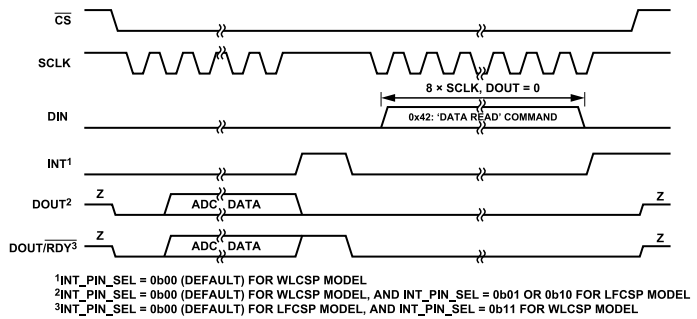 CS
SCLK
8 × SCLK, DOUT = 0
DIN
0x42: ‘DATA READ’ COMMAND
INT¹
Z
Z
DOUT²
ADC DATA
Z
Z
DOUT/RDY³
ADC DATA
¹INT_PIN_SEL = 0b00 (DEFAULT) FOR WLCSP MODEL
²INT_PIN_SEL = 0b00 (DEFAULT) FOR WLCSP MODEL, AND INT_PIN_SEL = 0b01 OR 0b10 FOR LFCSP MODEL
³INT_PIN_SEL = 0b00 (DEFAULT) FOR LFCSP MODEL, AND INT_PIN_SEL = 0b11 FOR WLCSP MODEL